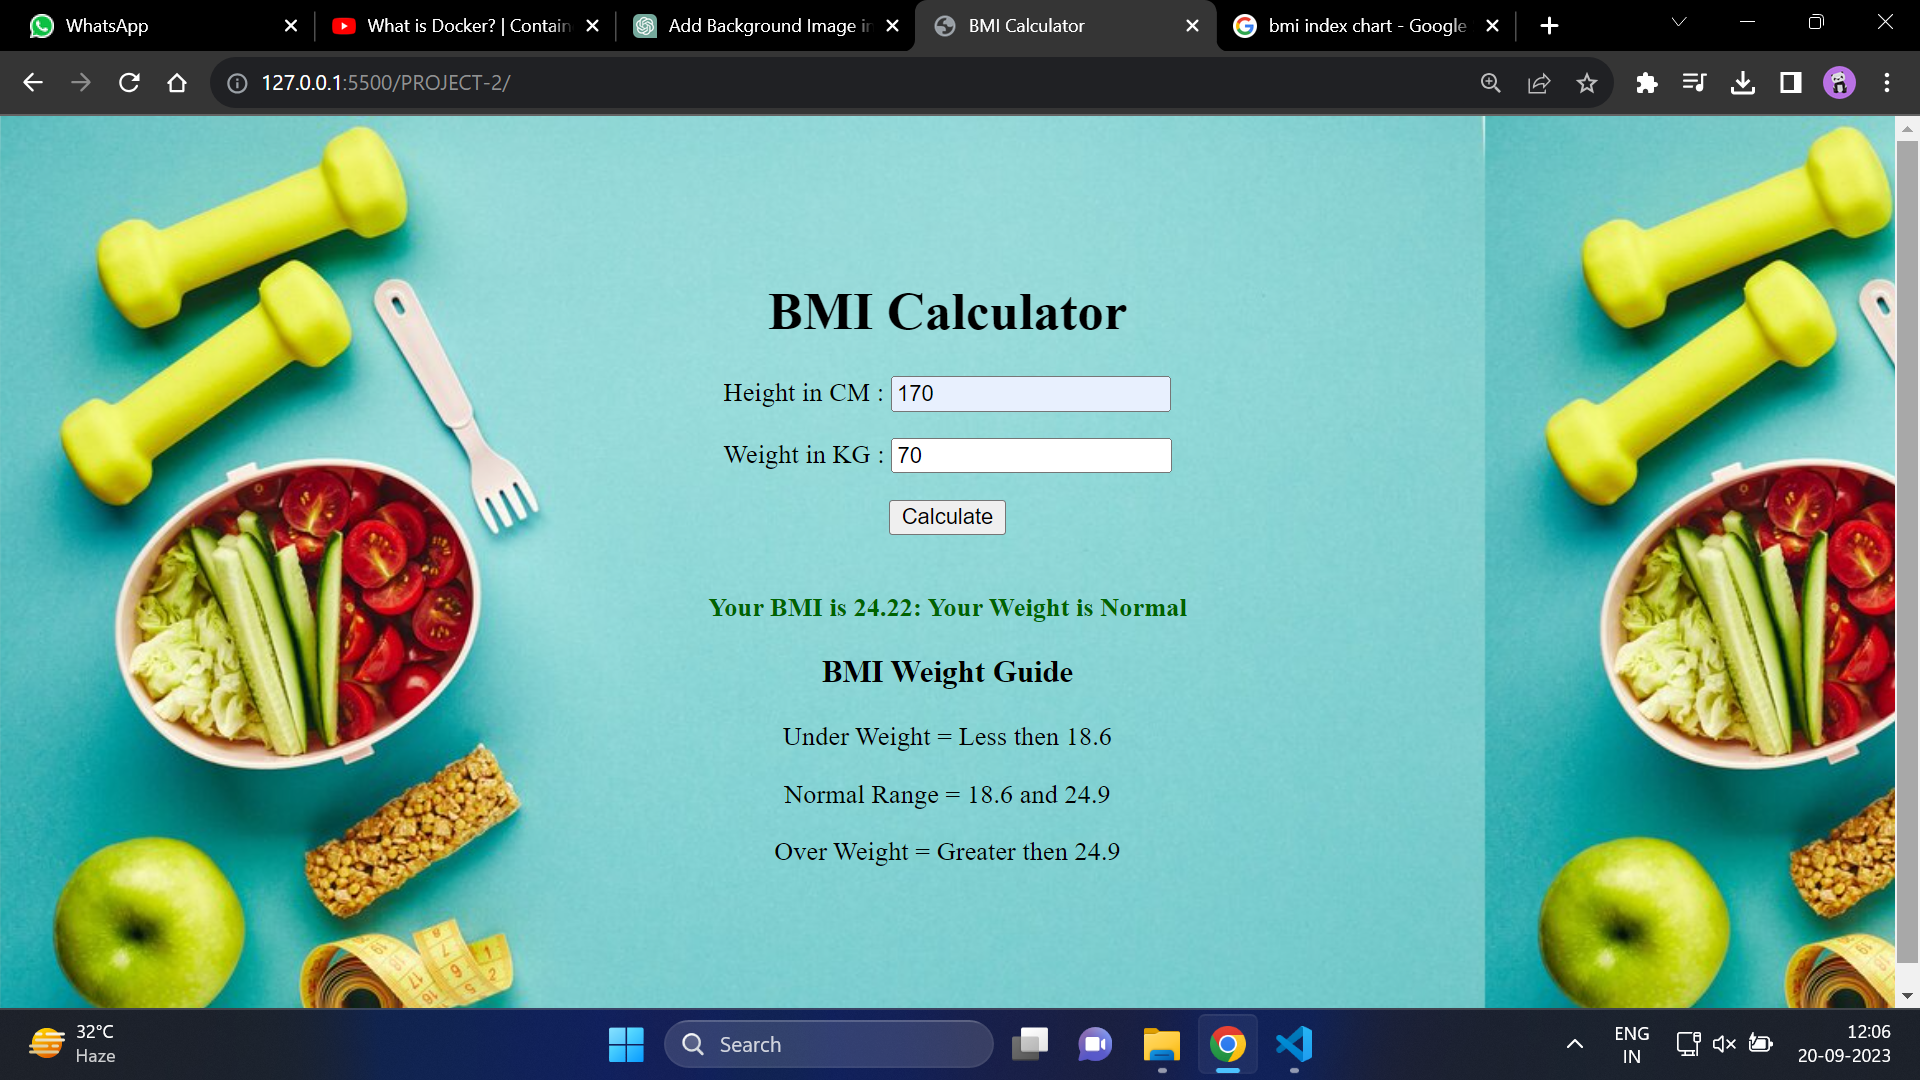 WhatsApp
What is Docker? | Contain
Add Background Image in
BMI Calculator
bmi index chart - Google
127.0.0.1:5500/PROJECT-2/
BMI Calculator
Height in CM : 170
Weight in KG : 70
Calculate
Your BMI is 24.22: Your Weight is Normal
BMI Weight Guide
Under Weight = Less then 18.6
Normal Range = 18.6 and 24.9
Over Weight = Greater then 24.9
32°C
Haze
Search
ENG
IN
12:06
20-09-2023